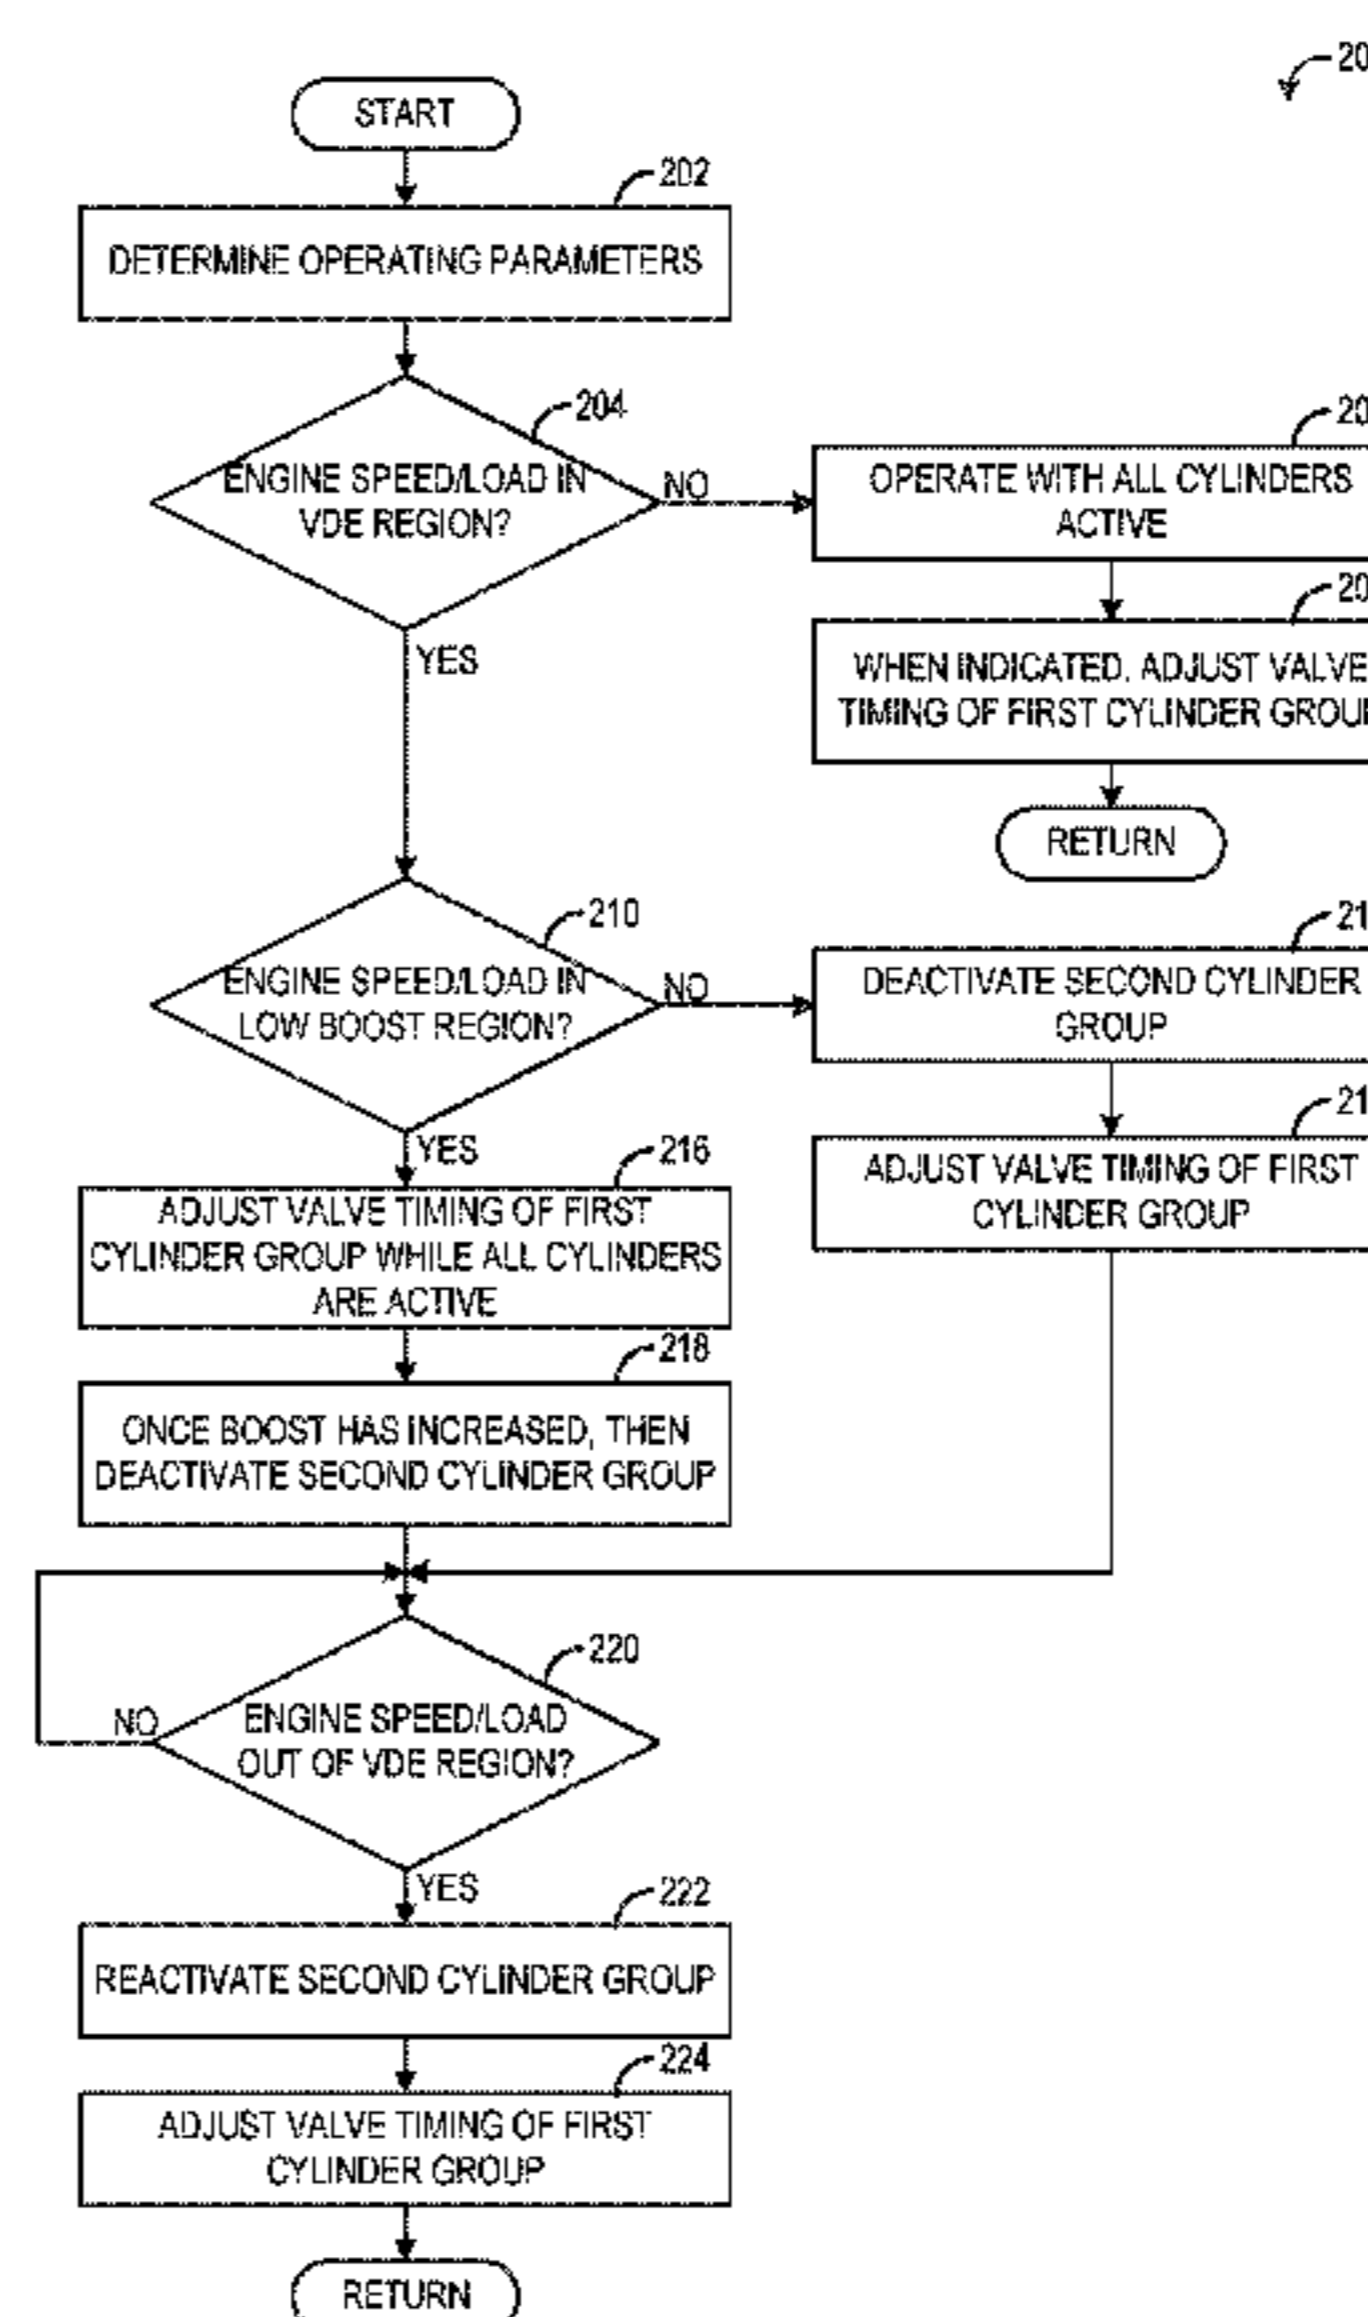 20
START
202
DETERMINE OPERATING PARAMETERS
204
ENGINE SPEED/LOAD IN
VDE REGION?
NO
YES
20
OPERATE WITH ALL CYLINDERS
ACTIVE
20
WHEN INDICATED, ADJUST VALVE
TIMING OF FIRST CYLINDER GROUP
RETURN
210
ENGINE SPEED/LOAD IN
LOW BOOST REGION?
NO
YES
21
DEACTIVATE SECOND CYLINDER
GROUP
21
ADJUST VALVE TIMING OF FIRST
CYLINDER GROUP
216
ADJUST VALVE TIMING OF FIRST
CYLINDER GROUP WHILE ALL CYLINDERS
ARE ACTIVE
218
ONCE BOOST HAS INCREASED, THEN
DEACTIVATE SECOND CYLINDER GROUP
220
ENGINE SPEED/LOAD
OUT OF VDE REGION?
NO
YES
222
REACTIVATE SECOND CYLINDER GROUP
224
ADJUST VALVE TIMING OF FIRST
CYLINDER GROUP
RETURN